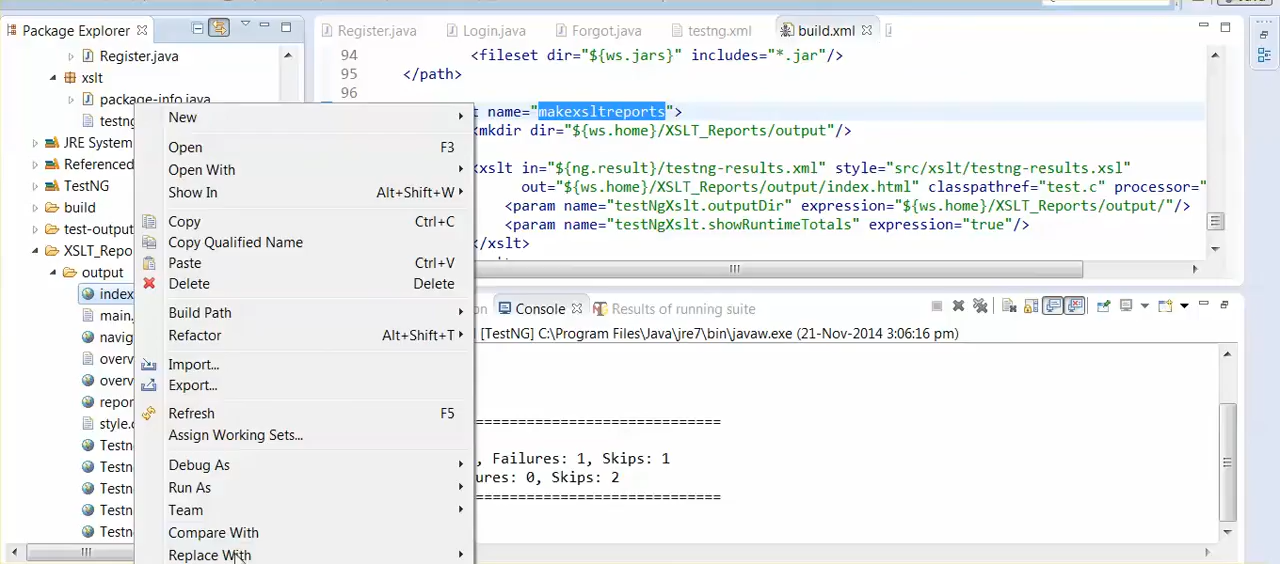 Package Explorer
Register.java
xslt
package-info.java
testng
JRE System
Referenced
TestNG
build
test-output
XSLT_Repo
output
index
main.
navig
overv
overv
repor
style.c
Testn
Testn
Testn
Testn
Testn
New
Open F3
Open With
Show In Alt+Shift+W
Copy Ctrl+C
Copy Qualified Name
Paste Ctrl+V
Delete Delete
Build Path
Refactor Alt+Shift+T
Import...
Export...
Refresh F5
Assign Working Sets...
Debug As
Run As
Team
Compare With
Replace With
Register.java Login.java Forgot.java testng.xml build.xml
94 <fileset dir="${ws.jars}" includes="*.jar"/>
95 </path>
96
t name="makexsltreports">
<mkdir dir="${ws.home}/XSLT_Reports/output"/>
<xslt in="${ng.result}/testng-results.xml" style="src/xslt/testng-results.xsl"
out="${ws.home}/XSLT_Reports/output/index.html" classpathref="test.c" processor="
<param name="testNgXslt.outputDir" expression="${ws.home}/XSLT_Reports/output/"/>
<param name="testNgXslt.showRuntimeTotals" expression="true"/>
</xslt>
on Console Results of running suite
[TestNG] C:\Program Files\Java\jre7\bin\javaw.exe (21-Nov-2014 3:06:16 pm)
===========================
, Failures: 1, Skips: 1
ures: 0, Skips: 2
===========================